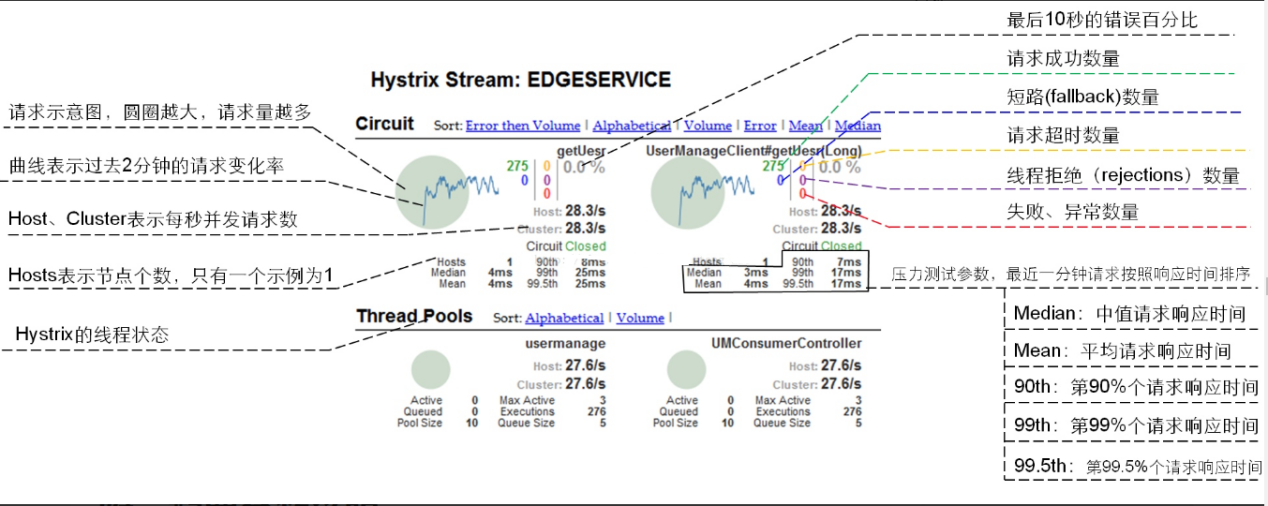 最后10秒的错误百分比
请求成功数量
短路(fallback)数量
请求超时数量
线程拒绝（rejections）数量
失败、异常数量
请求示意图，圆圈越大，请求量越多
曲线表示过去2分钟的请求变化率
Host、Cluster表示每秒并发请求数
Hosts表示节点个数，只有一个示例为1
Hystrix的线程状态
Hystrix Stream: EDGESERVICE
Circuit Sort: Error then Volume | Alphabetical | Volume | Error | Mean | Median
getUesr
275 0 0.0 %
0 0
0
Host: 28.3/s
Cluster: 28.3/s
Circuit Closed
Hosts 1 90th 8ms
Median 4ms 99th 25ms
Mean 4ms 99.5th 25ms
UserManageClient#getUesr(Long)
275 0 0.0 %
0 0
0
Host: 28.3/s
Cluster: 28.3/s
Circuit Closed
Hosts 1 90th 7ms
Median 3ms 99th 17ms
Mean 4ms 99.5th 17ms
Thread Pools Sort: Alphabetical | Volume |
usermanage
Host: 27.6/s
Cluster: 27.6/s
Active 0 Max Active 3
Queued 0 Executions 276
Pool Size 10 Queue Size 5
UMConsumerController
Host: 27.6/s
Cluster: 27.6/s
Active 0 Max Active 3
Queued 0 Executions 276
Pool Size 10 Queue Size 5
压力测试参数，最近一分钟请求按照响应时间排序
Median：中值请求响应时间
Mean：平均请求响应时间
90th：第90%个请求响应时间
99th：第99%个请求响应时间
99.5th：第99.5%个请求响应时间